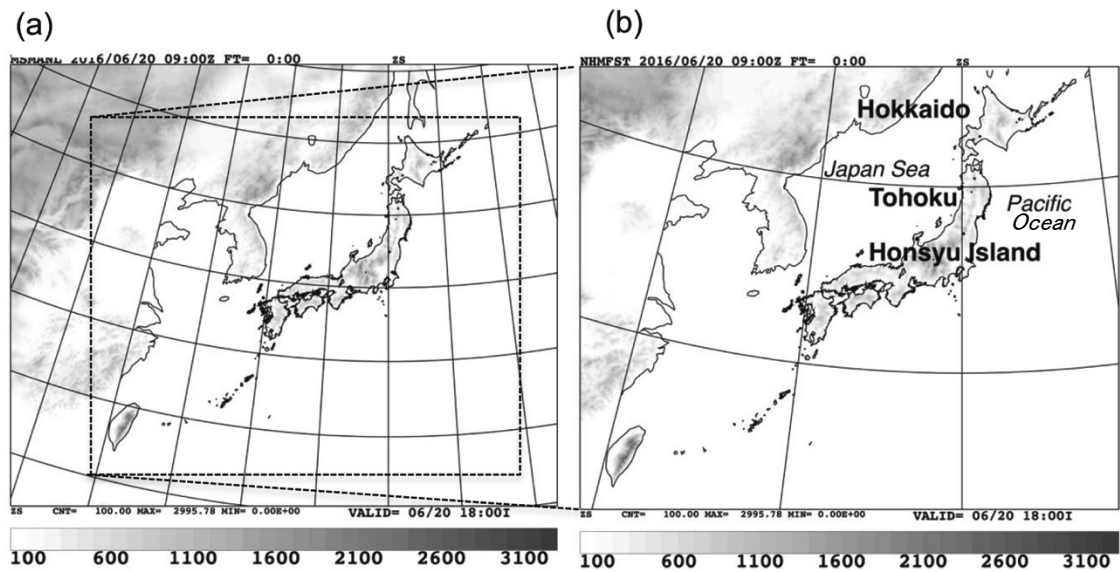 (a)
MSMANL 2016/06/20 09:00Z FT= 0:00
ZS
ZS CNT= 100.00 MAX= 2995.78 MIN= 0.00E+00 VALID= 06/20 18:00I
100 600 1100 1600 2100 2600 3100
(b)
NHMFST 2016/06/20 09:00Z FT= 0:00
ZS
Hokkaido
Japan Sea
Tohoku
Pacific
Ocean
Honsyu Island
ZS CNT= 100.00 MAX= 2995.78 MIN= 0.00E+00 VALID= 06/20 18:00I
100 600 1100 1600 2100 2600 3100